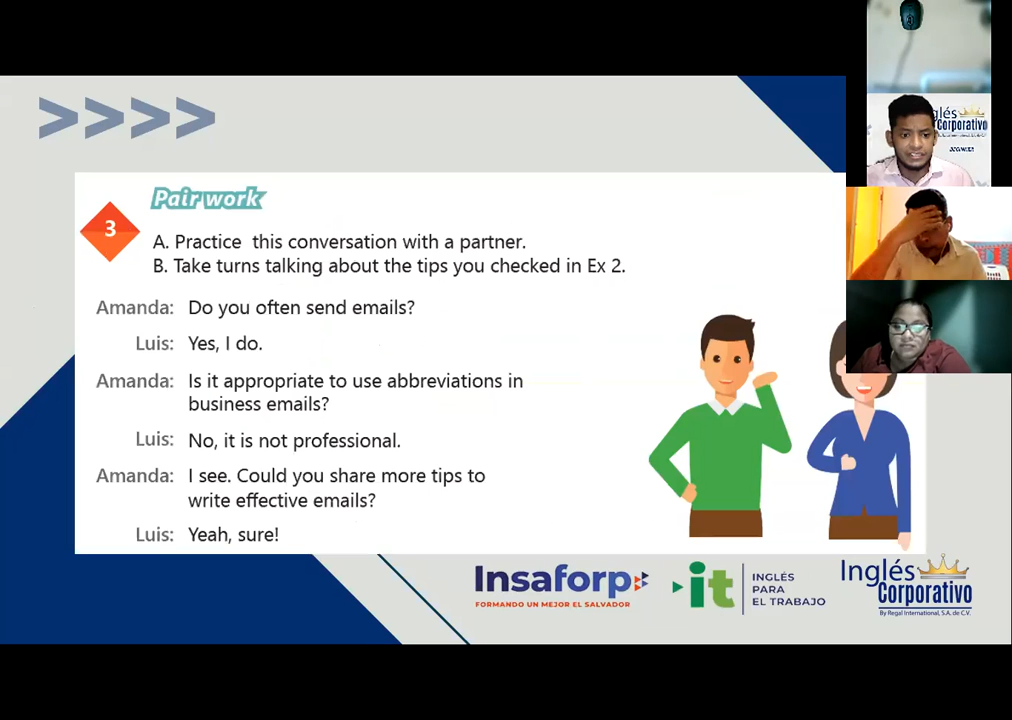 >>>>
Pair work
3
A. Practice this conversation with a partner.
B. Take turns talking about the tips you checked in Ex 2.
Amanda: Do you often send emails?
Luis: Yes, I do.
Amanda: Is it appropriate to use abbreviations in
business emails?
Luis: No, it is not professional.
Amanda: I see. Could you share more tips to
write effective emails?
Luis: Yeah, sure!
Insaforp
FORMANDO UN MEJOR EL SALVADOR
it
INGLÉS
PARA
EL TRABAJO
Inglés
Corporativo
By Regal International, S.A. de C.V.
glés
Corporativo
BEGINNER